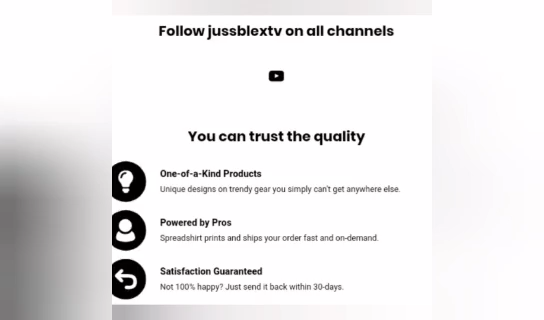 Follow jussblextv on all channels
You can trust the quality
One-of-a-Kind Products
Unique designs on trendy gear you simply can't get anywhere else.
Powered by Pros
Spreadshirt prints and ships your order fast and on-demand.
Satisfaction Guaranteed
Not 100% happy? Just send it back within 30-days.